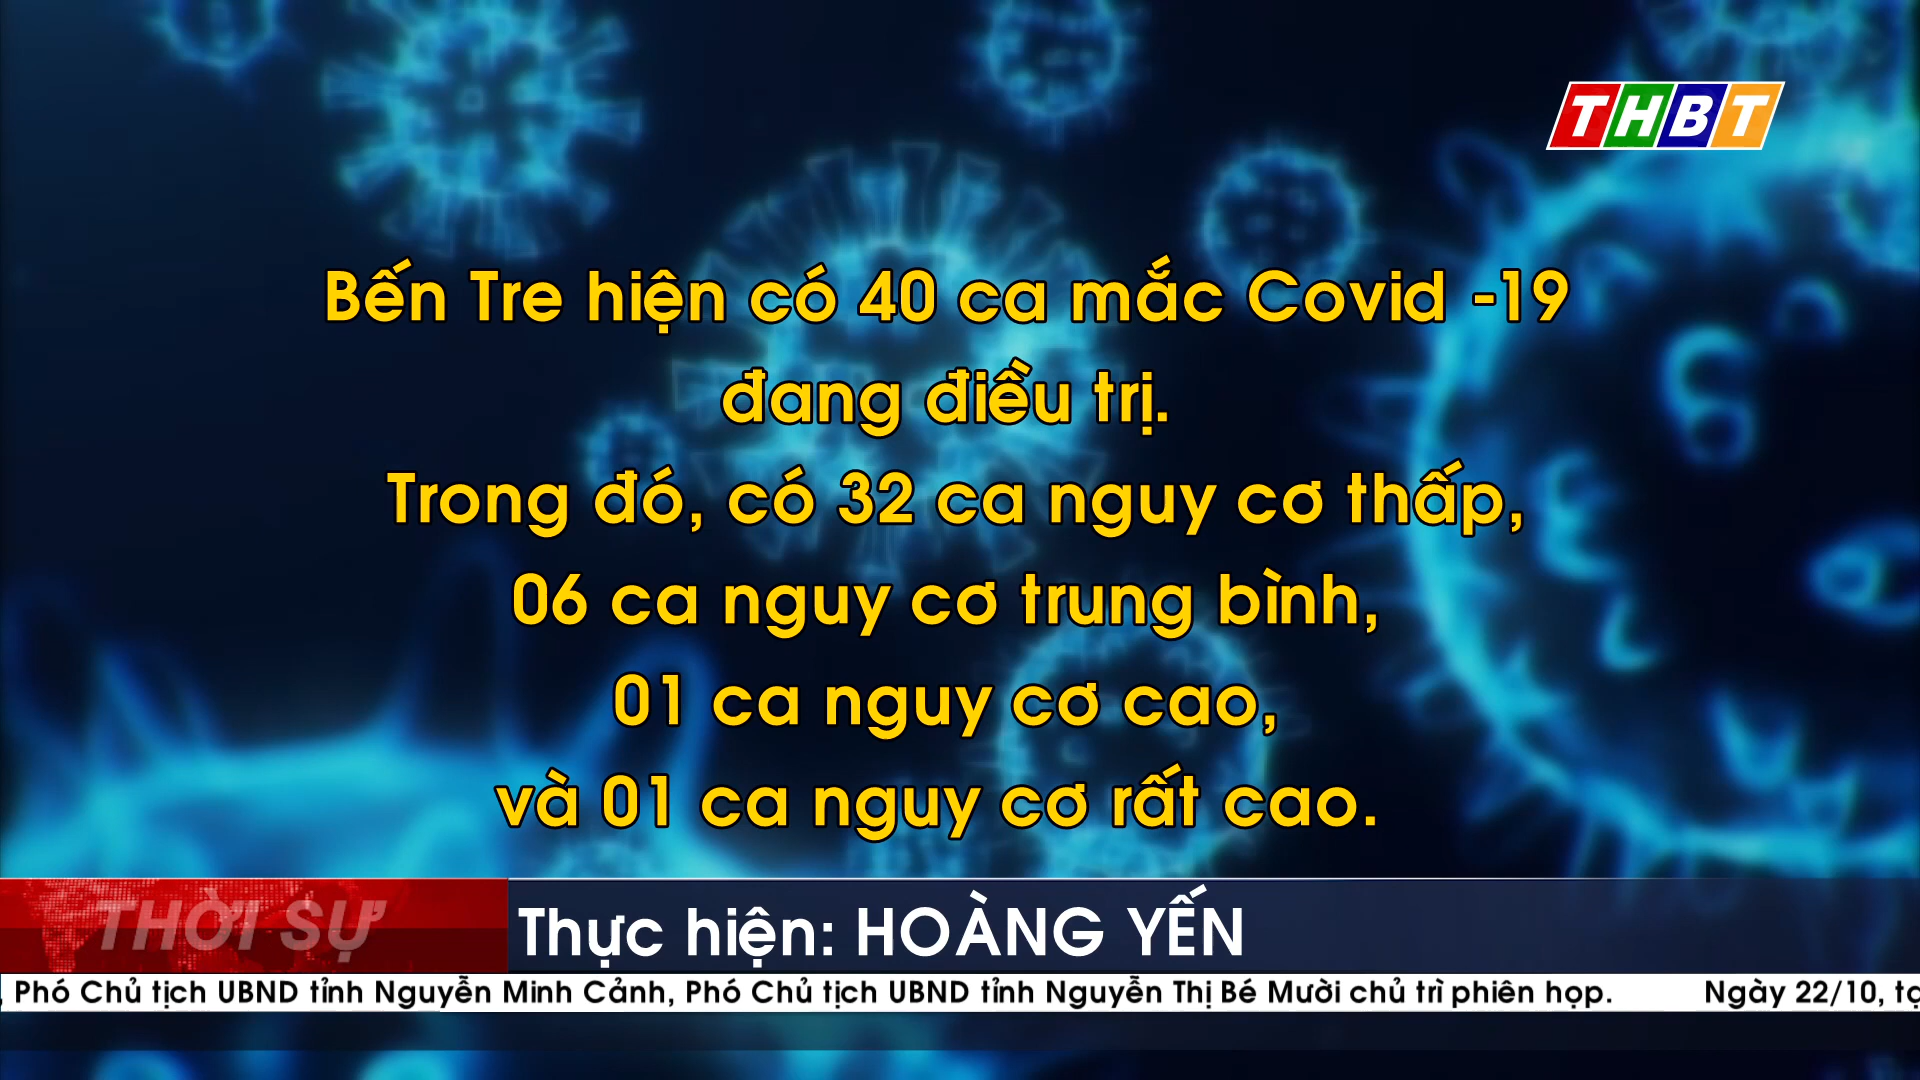 THBT
Bến Tre hiện có 40 ca mắc Covid -19
đang điều trị.
Trong đó, có 32 ca nguy cơ thấp,
06 ca nguy cơ trung bình,
01 ca nguy cơ cao,
và 01 ca nguy cơ rất cao.
THỜI SỰ
Thực hiện: HOÀNG YẾN
, Phó Chủ tịch UBND tỉnh Nguyễn Minh Cảnh, Phó Chủ tịch UBND tỉnh Nguyễn Thị Bé Mười chủ trì phiên họp. Ngày 22/10,